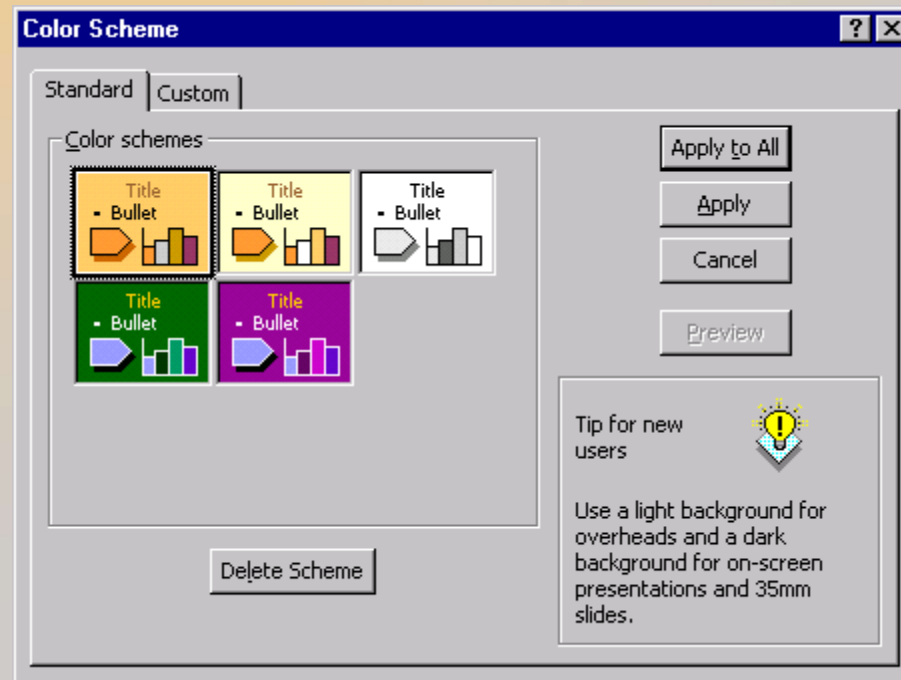 Color Scheme
Standard
Custom
Color schemes
Title
- Bullet
Title
- Bullet
Title
- Bullet
Title
- Bullet
Title
- Bullet
Delete Scheme
Apply to All
Apply
Cancel
Preview
Tip for new
users
Use a light background for
overheads and a dark
background for on-screen
presentations and 35mm
slides.